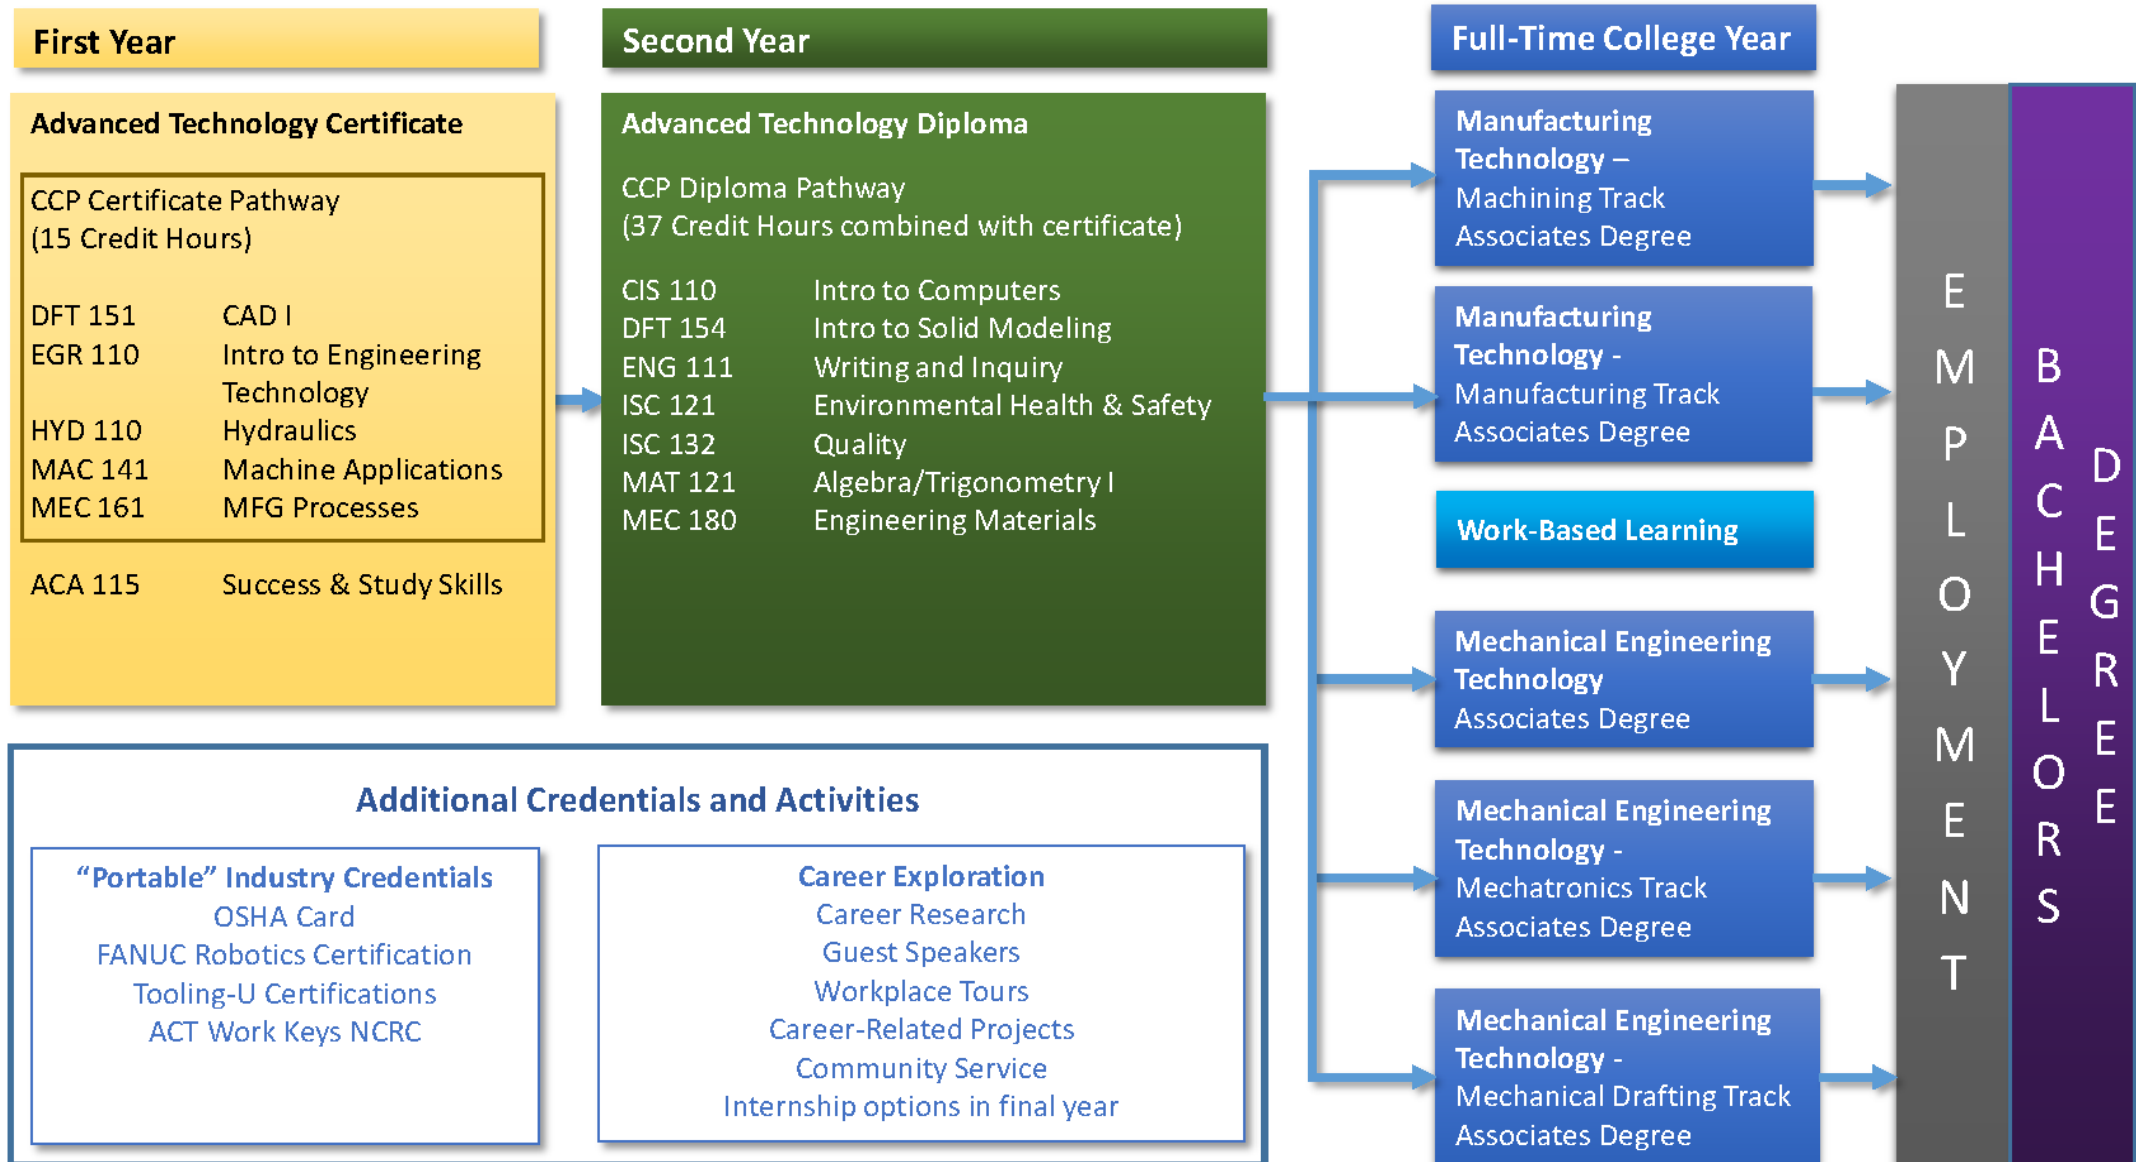 First Year
Advanced Technology Certificate
CCP Certificate Pathway
(15 Credit Hours)
DFT 151 CAD I
EGR 110 Intro to Engineering
Technology
HYD 110 Hydraulics
MAC 141 Machine Applications
MEC 161 MFG Processes
ACA 115 Success & Study Skills
Second Year
Advanced Technology Diploma
CCP Diploma Pathway
(37 Credit Hours combined with certificate)
CIS 110 Intro to Computers
DFT 154 Intro to Solid Modeling
ENG 111 Writing and Inquiry
ISC 121 Environmental Health & Safety
ISC 132 Quality
MAT 121 Algebra/Trigonometry I
MEC 180 Engineering Materials
Additional Credentials and Activities
“Portable” Industry Credentials
OSHA Card
FANUC Robotics Certification
Tooling-U Certifications
ACT Work Keys NCRC
Career Exploration
Career Research
Guest Speakers
Workplace Tours
Career-Related Projects
Community Service
Internship options in final year
Full-Time College Year
Manufacturing
Technology –
Machining Track
Associates Degree
Manufacturing
Technology -
Manufacturing Track
Associates Degree
Work-Based Learning
Mechanical Engineering
Technology
Associates Degree
Mechanical Engineering
Technology -
Mechatronics Track
Associates Degree
Mechanical Engineering
Technology -
Mechanical Drafting Track
Associates Degree
EMPLOYMENT
BACHELORS
DEGREE